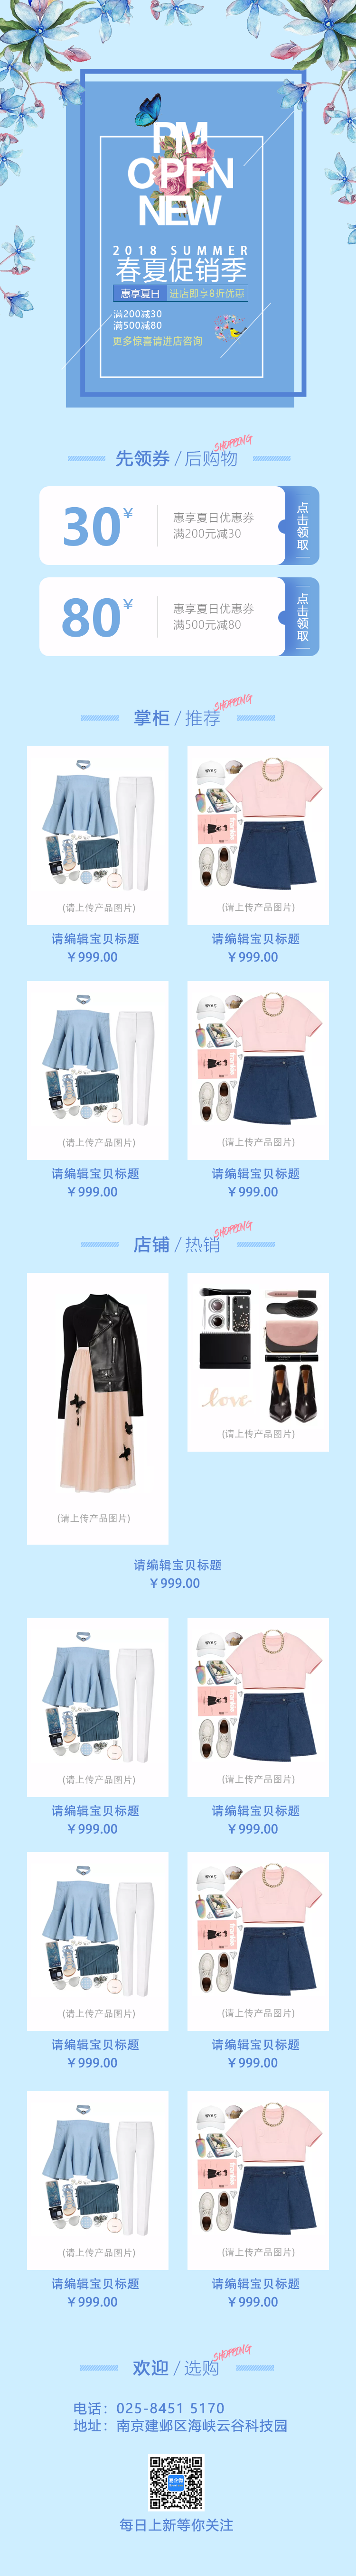 PM
OPEN
NEW
2018 SUMMER
春夏促销季
惠享夏日 进店即享8折优惠
满200减30
满500减80
更多惊喜请进店咨询
SHOPPING
先领券 / 后购物
30 ¥
惠享夏日优惠券
满200元减30
点击领取
80 ¥
惠享夏日优惠券
满500元减80
点击领取
SHOPPING
掌柜 / 推荐
(请上传产品图片) (请上传产品图片)
请编辑宝贝标题 请编辑宝贝标题
￥999.00 ￥999.00
(请上传产品图片) (请上传产品图片)
请编辑宝贝标题 请编辑宝贝标题
￥999.00 ￥999.00
SHOPPING
店铺 / 热销
love
(请上传产品图片)
(请上传产品图片)
请编辑宝贝标题
￥999.00
(请上传产品图片) (请上传产品图片)
请编辑宝贝标题 请编辑宝贝标题
￥999.00 ￥999.00
(请上传产品图片) (请上传产品图片)
请编辑宝贝标题 请编辑宝贝标题
￥999.00 ￥999.00
(请上传产品图片) (请上传产品图片)
请编辑宝贝标题 请编辑宝贝标题
￥999.00 ￥999.00
SHOPPING
欢迎 / 选购
电话：025-8451 5170
地址：南京建邺区海峡云谷科技园
每日上新等你关注